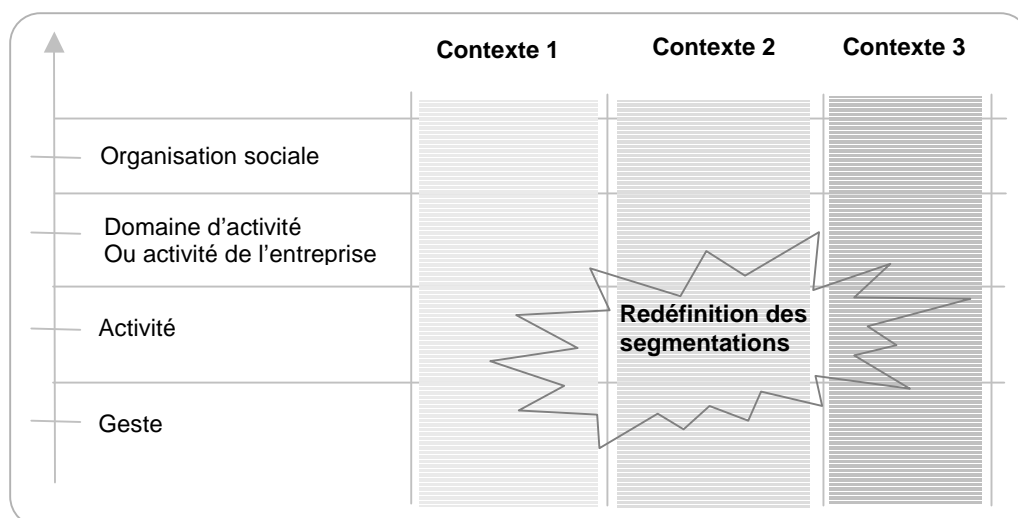 Contexte 1
Contexte 2
Contexte 3
Organisation sociale
Domaine d'activité
Ou activité de l'entreprise
Redéfinition des
segmentations
Activité
Geste